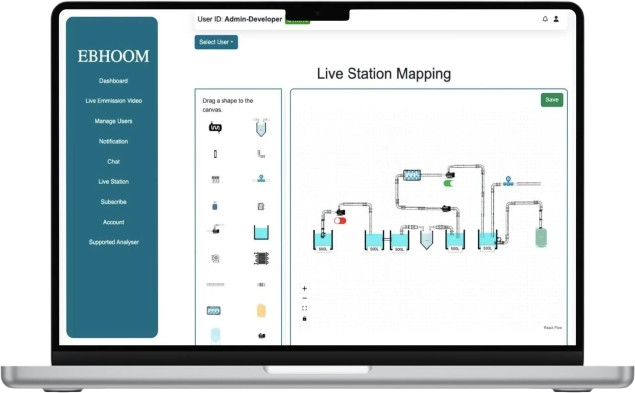 User ID: Admin-Developer
Select User
EBHOOM
Dashboard
Live Emmission Video
Manage Users
Notification
Chat
Live Station
Subscribe
Account
Supported Analyser
Live Station Mapping
Drag a shape to the
canvas.
Save
React Flow